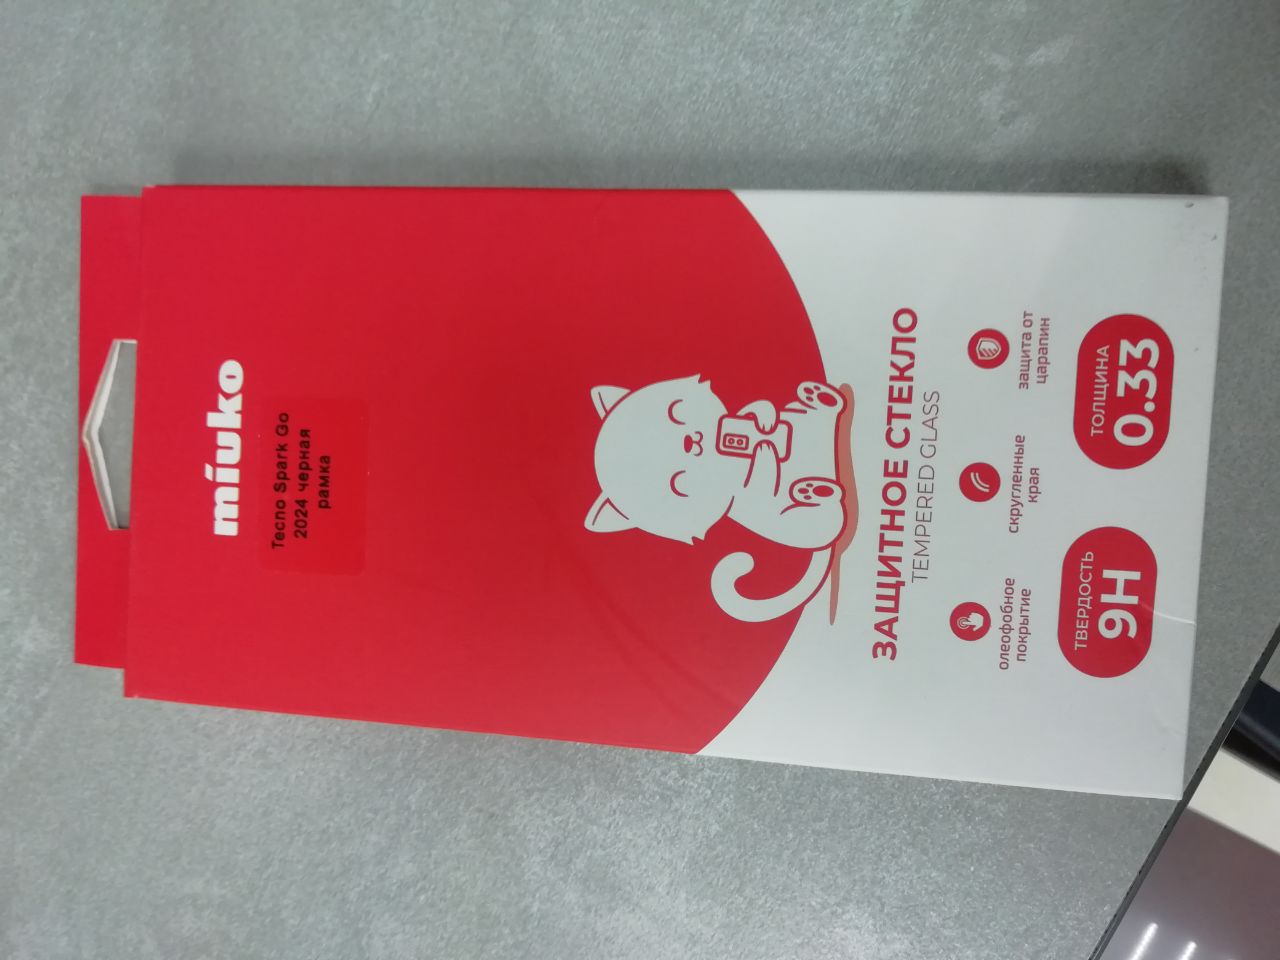 miuko
Tecno Spark Go
2024 черная
рамка
ЗАЩИТНОЕ СТЕКЛО
TEMPERED GLASS
олеофобное
покрытие
скругленные
края
защита от
царапин
ТВЕРДОСТЬ
9H
ТОЛЩИНА
0.33